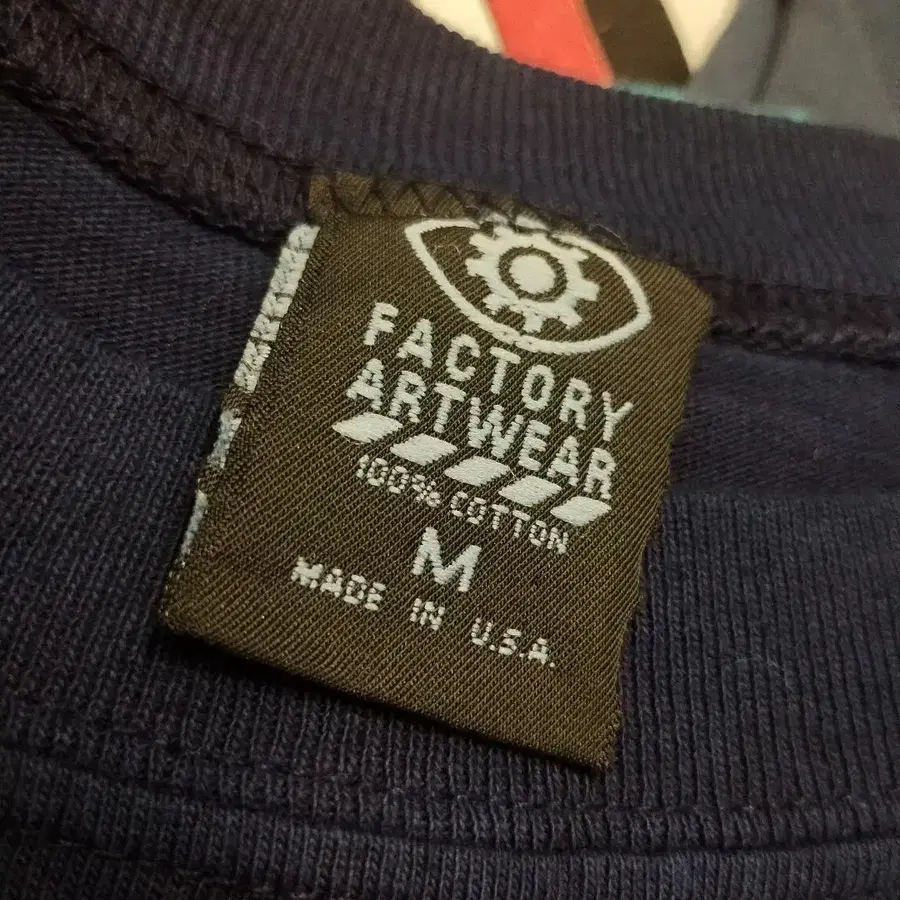 FACTORY
ARTWEAR
100% COTTON
M
MADE IN U.S.A.